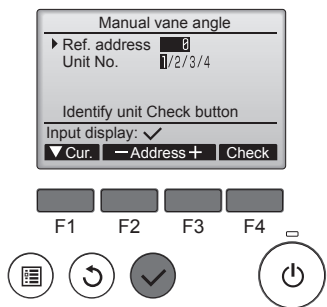 Manual vane angle
Ref. address 0
Unit No. 1/2/3/4
Identify unit Check button
Input display: ✓
▼ Cur. − Address + Check
F1 F2 F3 F4